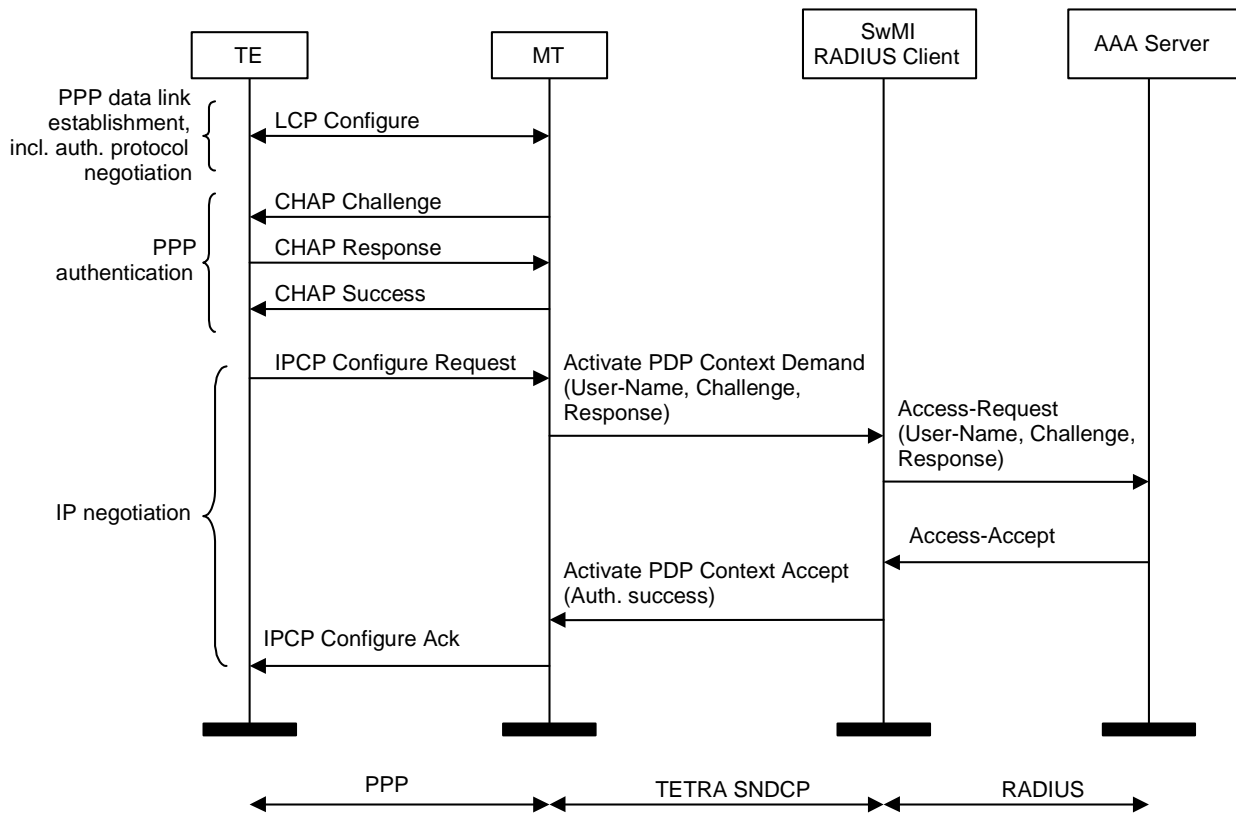 TE
MT
SwMI
RADIUS Client
AAA Server
PPP data link
establishment,
incl. auth. protocol
negotiation
LCP Configure
PPP
authentication
CHAP Challenge
CHAP Response
CHAP Success
IP negotiation
IPCP Configure Request
Activate PDP Context Demand
(User-Name, Challenge,
Response)
Access-Request
(User-Name, Challenge,
Response)
Access-Accept
Activate PDP Context Accept
(Auth. success)
IPCP Configure Ack
PPP
TETRA SNDCP
RADIUS